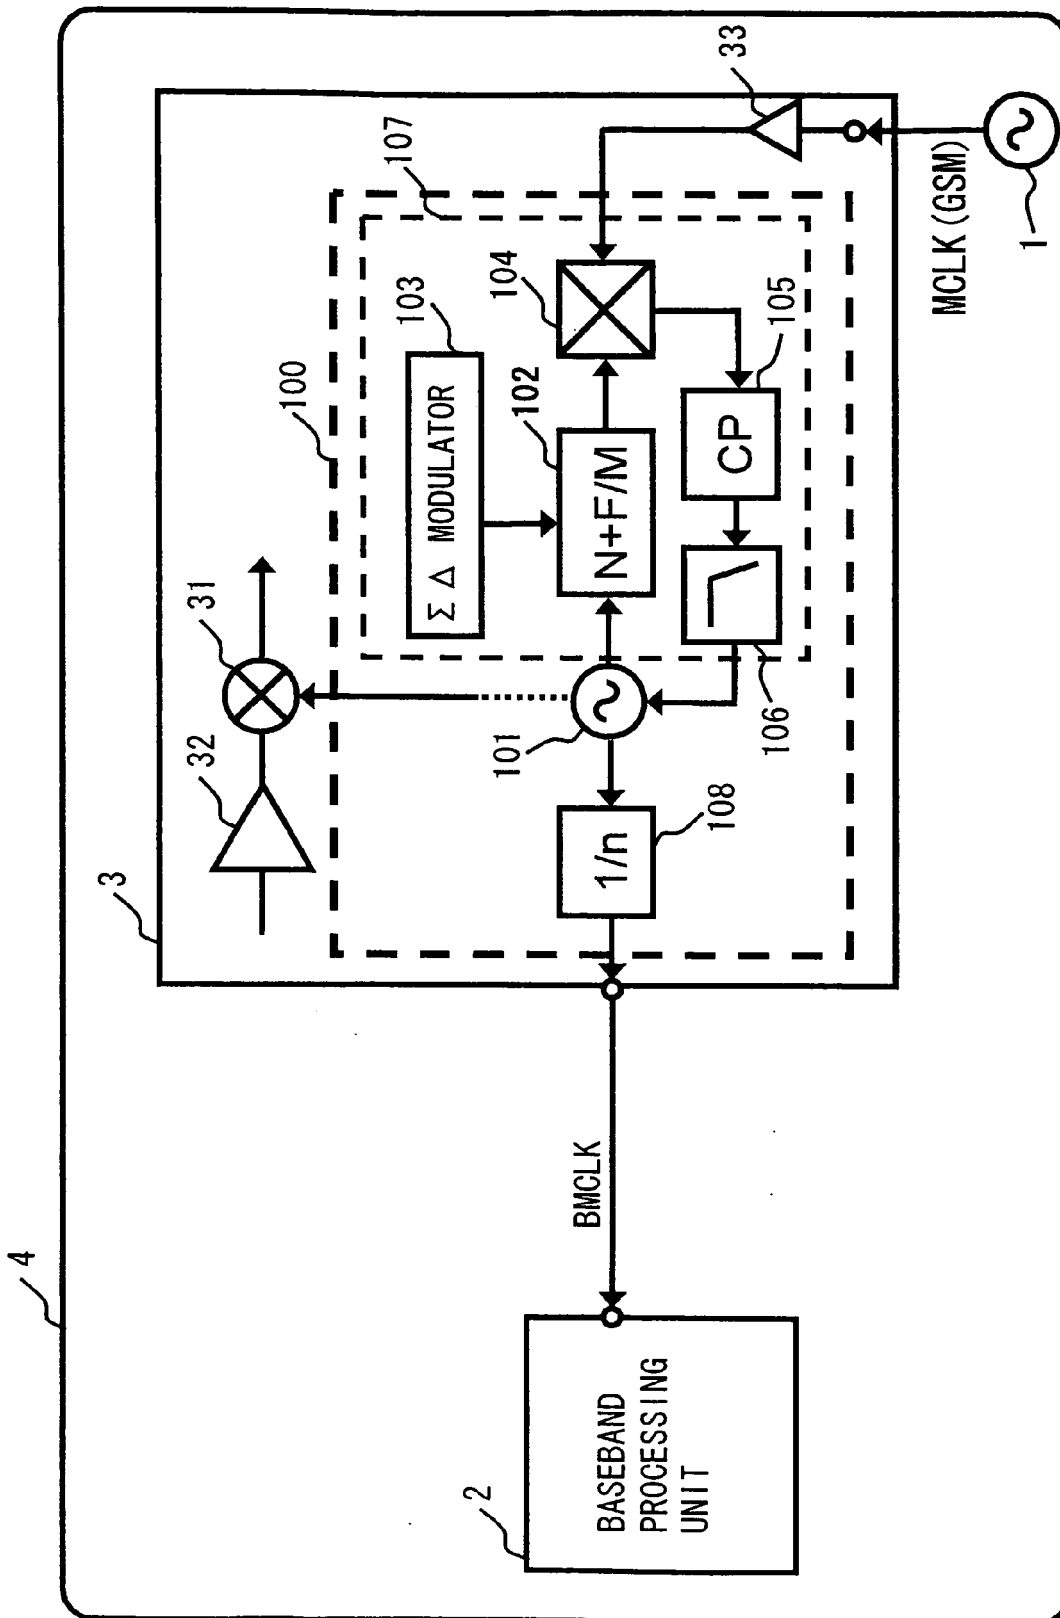 4
3
32
31
100
107
33
Σ Δ MODULATOR
103
104
N+F/M
102
101
1/n
108
CP
105
106
MCLK(GSM)
1
BMCLK
2
BASEBAND
PROCESSING
UNIT